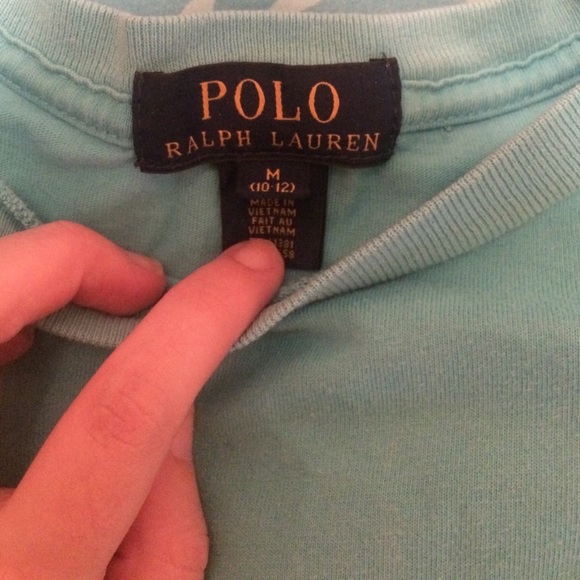 POLO
RALPH LAUREN
M
(10-12)
MADE IN
VIETNAM
FAIT AU
VIETNAM